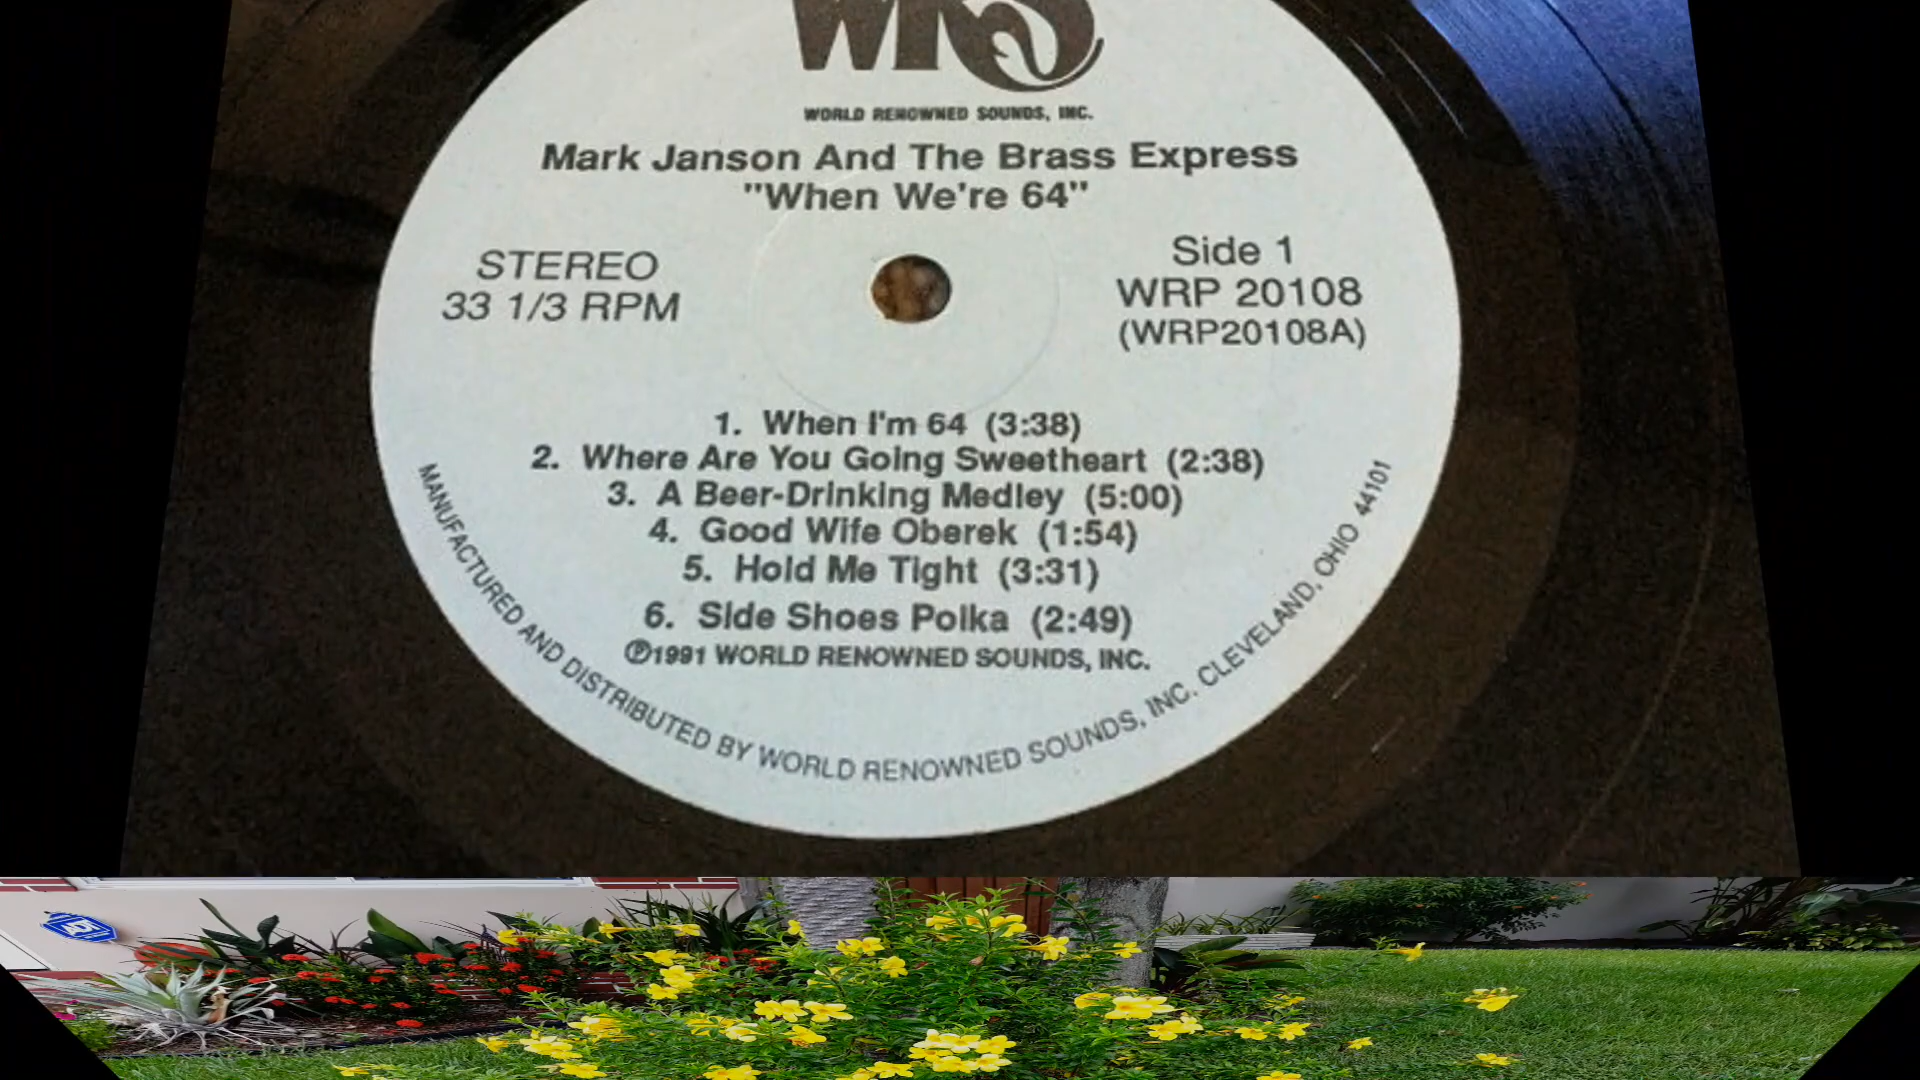 WR
WORLD RENOWNED SOUNDS, INC.
Mark Janson And The Brass Express
"When We're 64"
STEREO
33 1/3 RPM
Side 1
WRP 20108
(WRP20108A)
1. When I'm 64 (3:38)
2. Where Are You Going Sweetheart (2:38)
3. A Beer-Drinking Medley (5:00)
4. Good Wife Oberek (1:54)
5. Hold Me Tight (3:31)
6. Side Shoes Polka (2:49)
℗1991 WORLD RENOWNED SOUNDS, INC.
MANUFACTURED AND DISTRIBUTED BY WORLD RENOWNED SOUNDS, INC. CLEVELAND, OHIO 44101
ADT